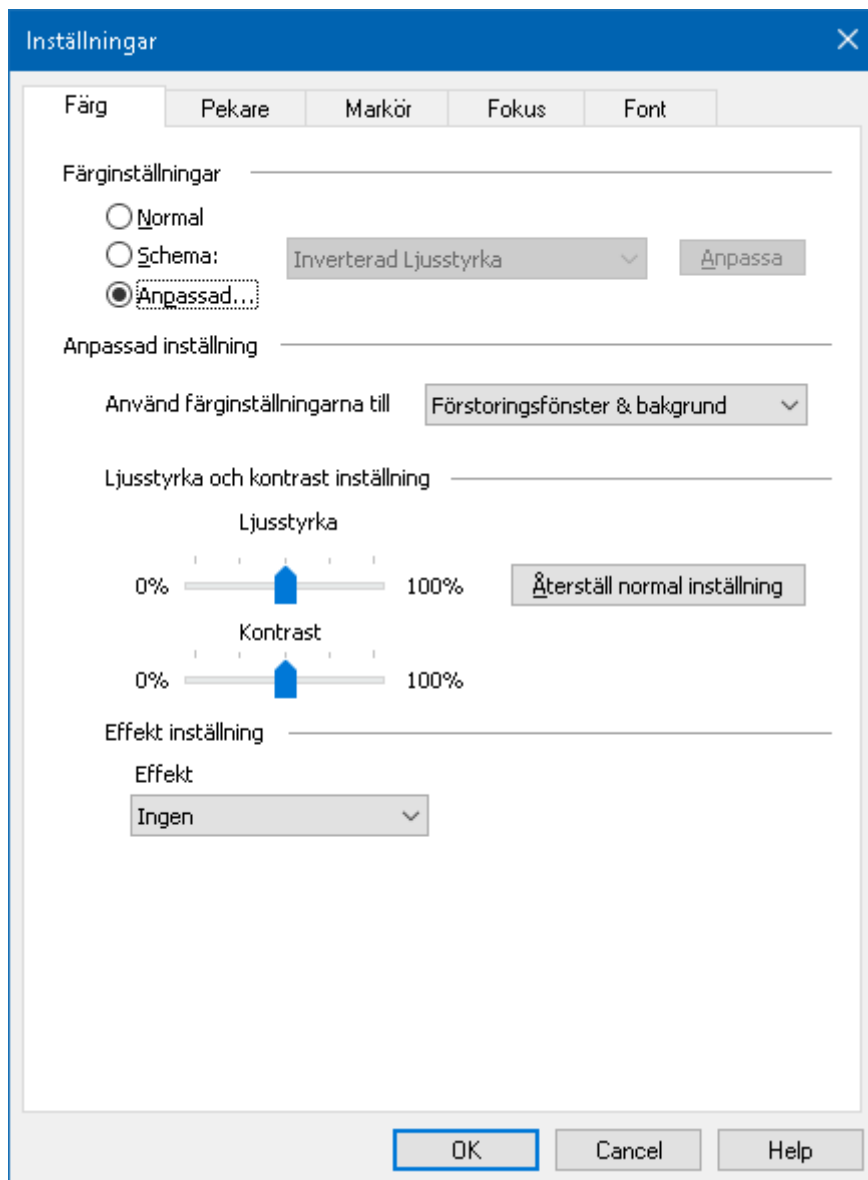 Inställningar
Färg Pekare Markör Fokus Font
Färginställningar
Normal
Schema: Inverterad Ljusstyrka Anpassa
Anpassad...
Anpassad inställning
Använd färginställningarna till Förstoringsfönster & bakgrund
Ljusstyrka och kontrast inställning
Ljusstyrka
0% 100% Återställ normal inställning
Kontrast
0% 100%
Effekt inställning
Effekt
Ingen
OK Cancel Help